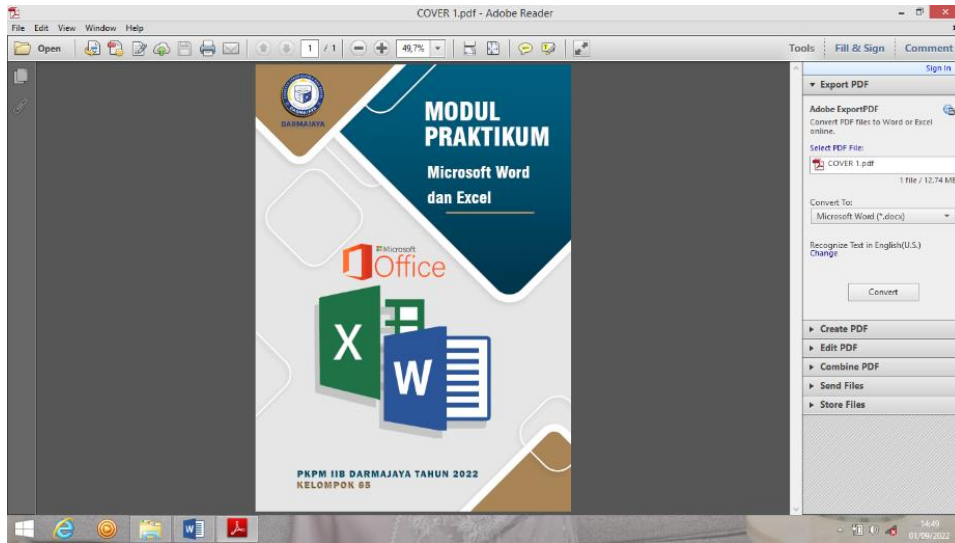 COVER 1.pdf - Adobe Reader
File Edit View Window Help
Open 1 / 1 49,7% Tools Fill & Sign Comment
Sign In
Export PDF
Adobe ExportPDF
Convert PDF files to Word or Excel
online.
Select PDF File:
COVER 1.pdf
1 file / 12.74 MB
Convert To:
Microsoft Word (*.docx)
Recognize Text in English(U.S.)
Change
Convert
Create PDF
Edit PDF
Combine PDF
Send Files
Store Files
DARMAJAYA
MODUL
PRAKTIKUM
Microsoft Word
dan Excel
Microsoft
Office
X
W
PKPM IIB DARMAJAYA TAHUN 2022
KELOMPOK 65
14:49
01/09/2022